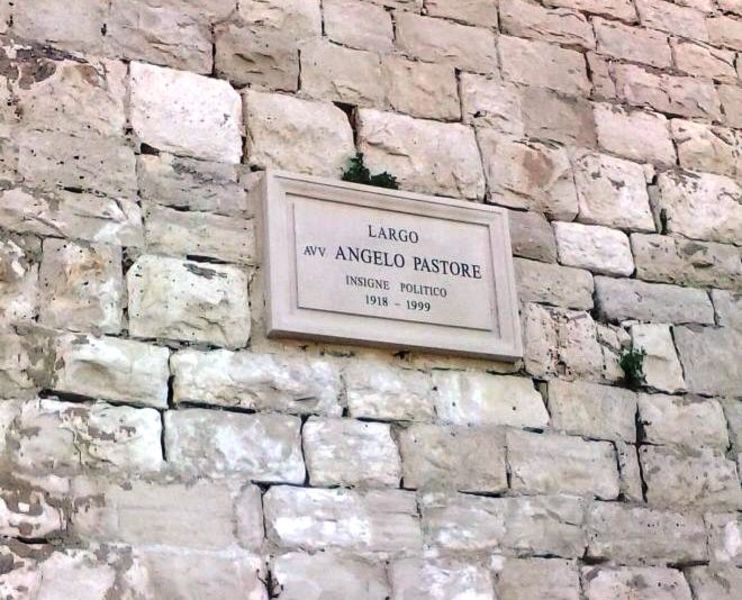 LARGO
AVV ANGELO PASTORE
INSIGNE POLITICO
1918 - 1999